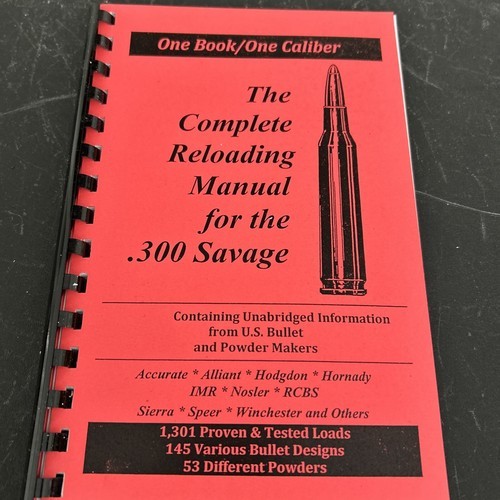 One Book/One Caliber
The
Complete
Reloading
Manual
for the
.300 Savage
Containing Unabridged Information
from U.S. Bullet
and Powder Makers
Accurate * Alliant * Hodgdon * Hornady
IMR * Nosler * RCBS
Sierra * Speer * Winchester and Others
1,301 Proven & Tested Loads
145 Various Bullet Designs
53 Different Powders